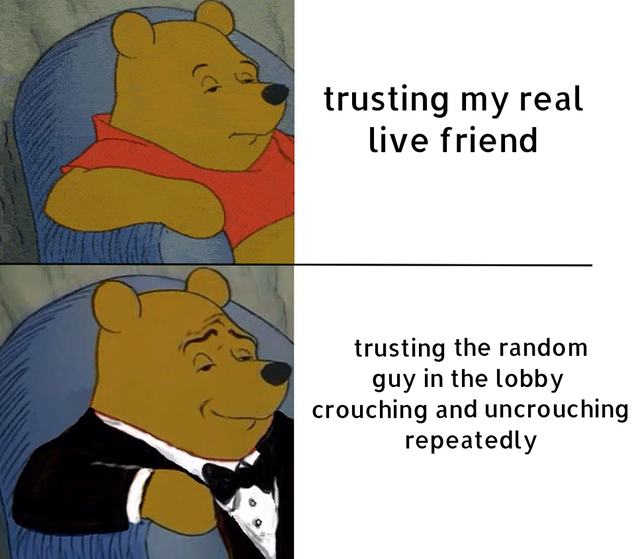 trusting my real
live friend
trusting the random
guy in the lobby
crouching and uncrouching
repeatedly